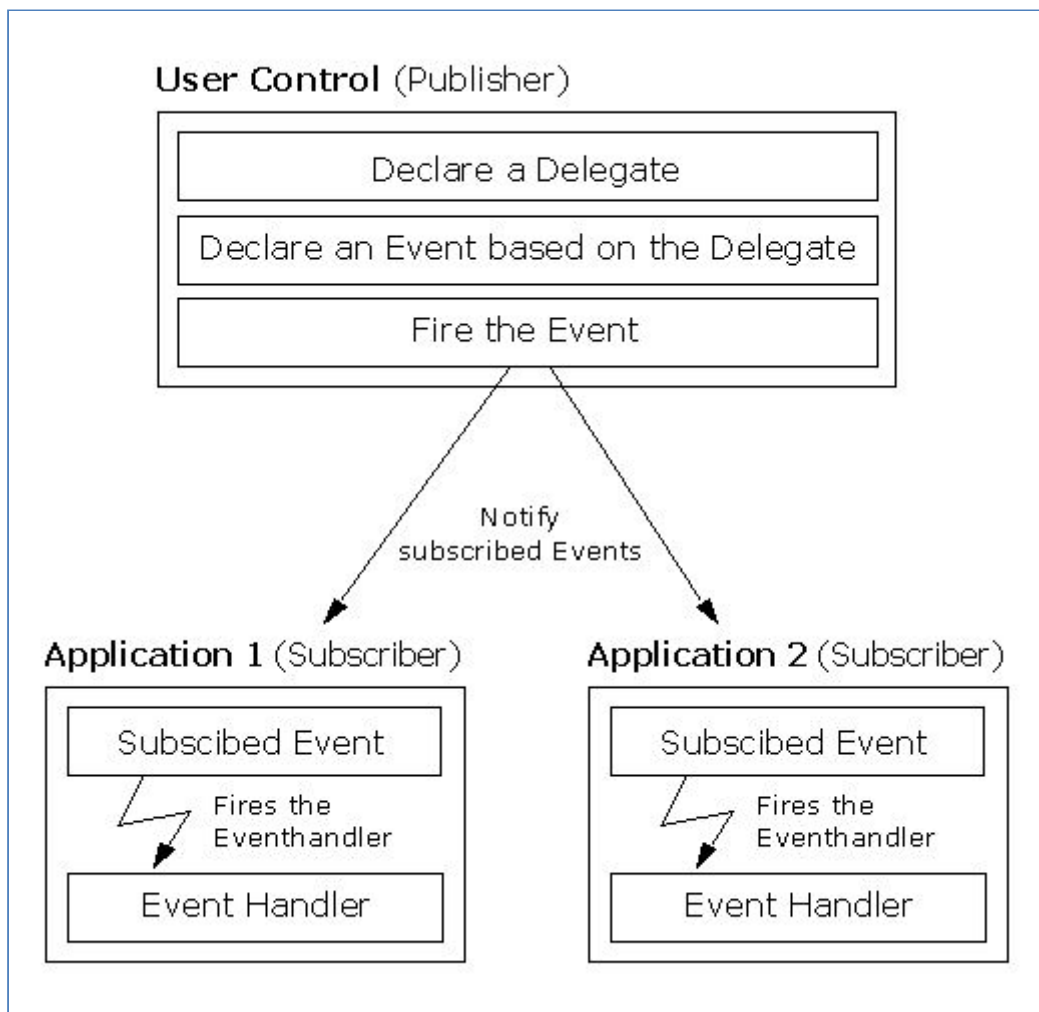 User Control (Publisher)
Declare a Delegate
Declare an Event based on the Delegate
Fire the Event
Notify
subscribed Events
Application 1 (Subscriber)
Subscibed Event
Fires the
Eventhandler
Event Handler
Application 2 (Subscriber)
Subscibed Event
Fires the
Eventhandler
Event Handler